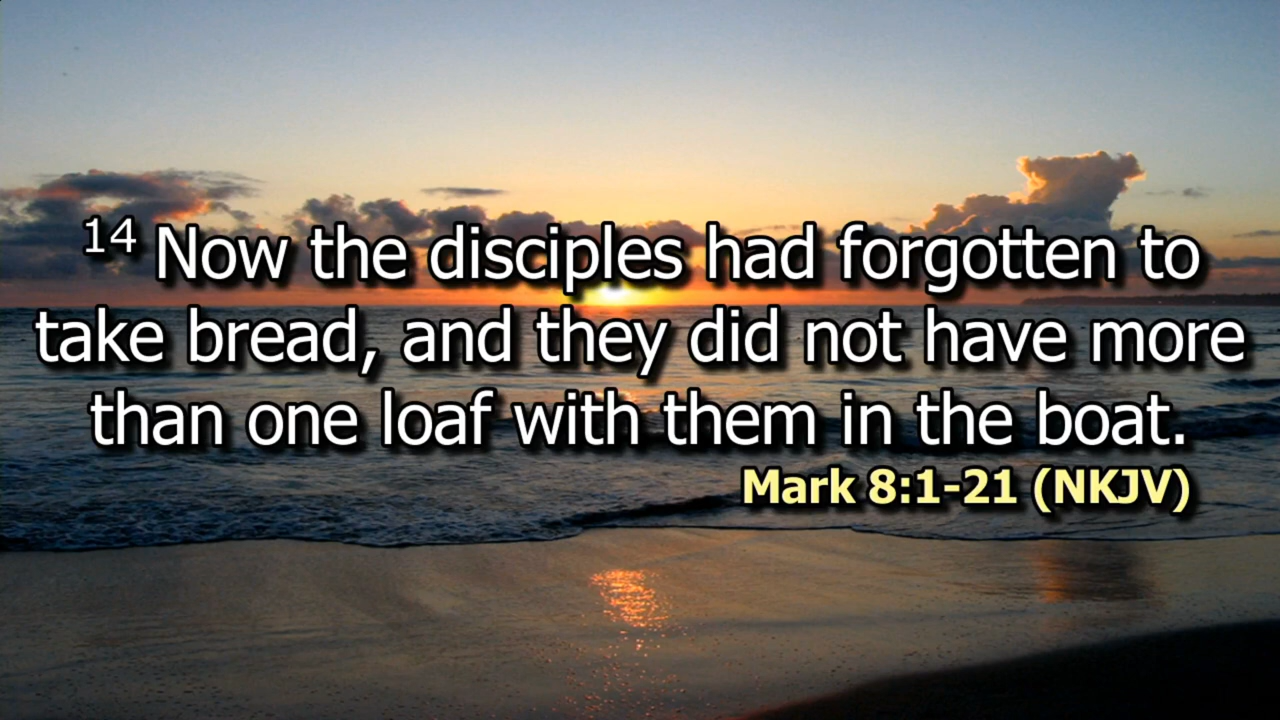 14 Now the disciples had forgotten to
take bread, and they did not have more
than one loaf with them in the boat.
Mark 8:1-21 (NKJV)